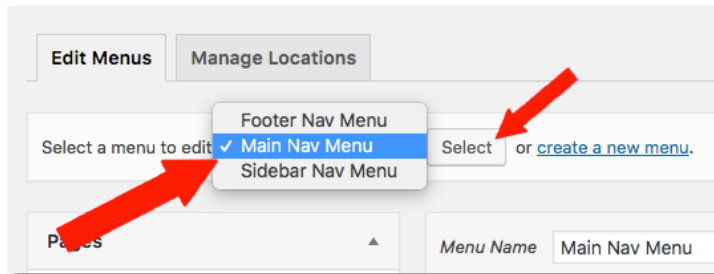 Edit Menus Manage Locations
Footer Nav Menu
Select a menu to edit ✓ Main Nav Menu Select or create a new menu.
Sidebar Nav Menu
Pages Menu Name Main Nav Menu